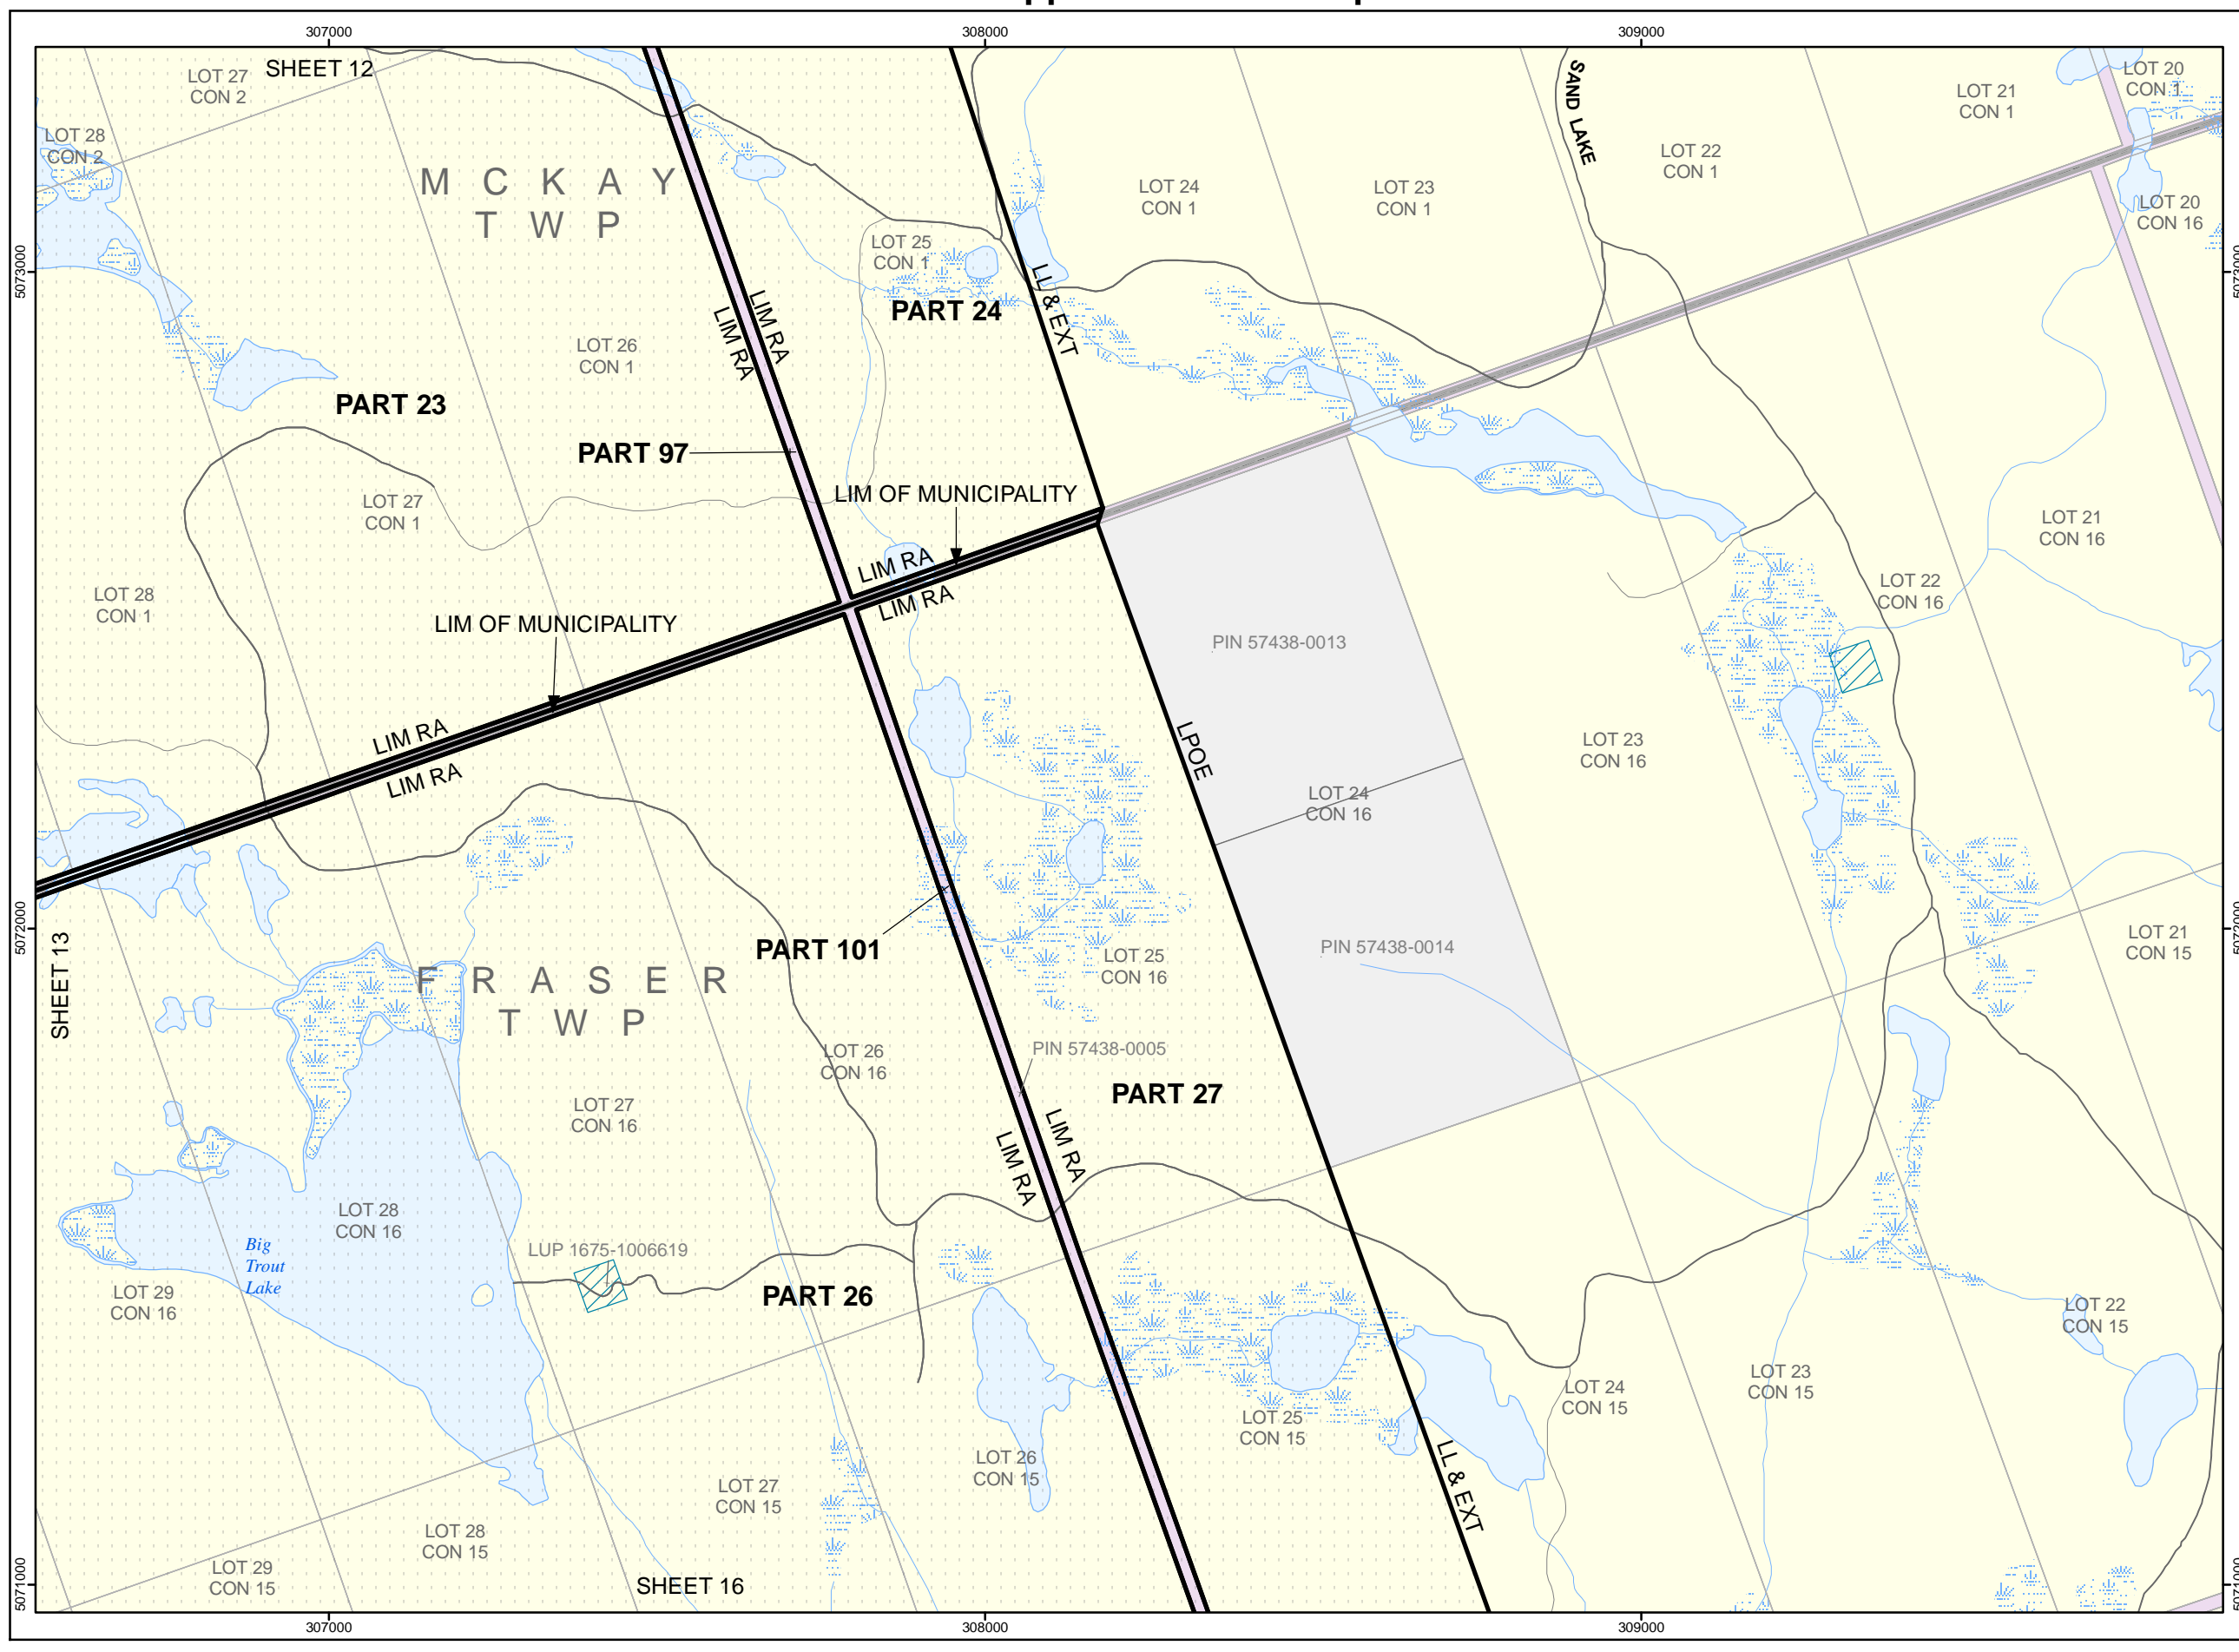 307000
308000
309000
SHEET 12
LOT 27
CON 2
LOT 28
CON 2
MCKAY
TWP
SAND LAKE
LOT 20
CON 1
LOT 21
CON 1
LOT 22
CON 1
LOT 24
CON 1
LOT 23
CON 1
LOT 20
CON 16
LOT 25
CON 1
5073000
5073000
LL & EXT
PART 24
LIM RA
LIM RA
LOT 26
CON 1
PART 23
PART 97
LIM OF MUNICIPALITY
LOT 27
CON 1
LOT 21
CON 16
LIM RA
LIM RA
LOT 28
CON 1
LOT 22
CON 16
LIM OF MUNICIPALITY
PIN 57438-0013
LIM RA
LIM RA
LPOE
LOT 23
CON 16
LOT 24
CON 16
5072000
5072000
SHEET 13
PART 101
LOT 25
CON 16
PIN 57438-0014
LOT 21
CON 15
FRASER
TWP
LOT 26
CON 16
PIN 57438-0005
PART 27
LOT 27
CON 16
LIM RA
LIM RA
LOT 28
CON 16
Big
Trout
Lake
LUP 1675-1006619
LOT 29
CON 16
PART 26
LOT 22
CON 15
LOT 23
CON 15
LOT 24
CON 15
LOT 25
CON 15
LOT 26
CON 15
LL & EXT
LOT 27
CON 15
LOT 28
CON 15
LOT 29
CON 15
SHEET 16
5071000
5071000
307000
308000
309000